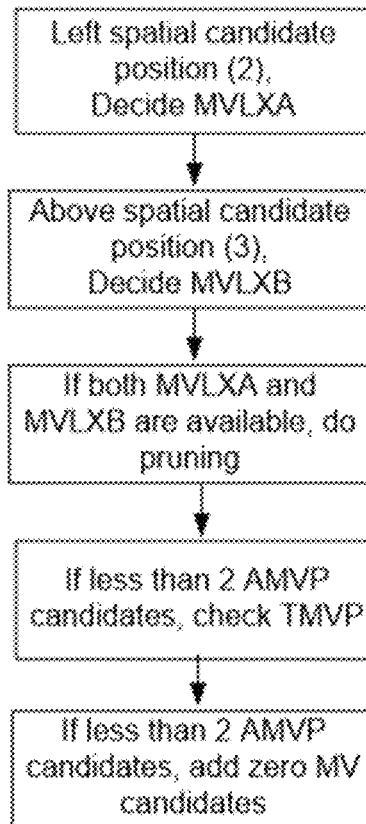 Left spatial candidate
position (2),
Decide MVLXA
Above spatial candidate
position (3),
Decide MVLXB
If both MVLXA and
MVLXB are available, do
pruning
If less than 2 AMVP
candidates, check TMVP
If less than 2 AMVP
candidates, add zero MV
candidates